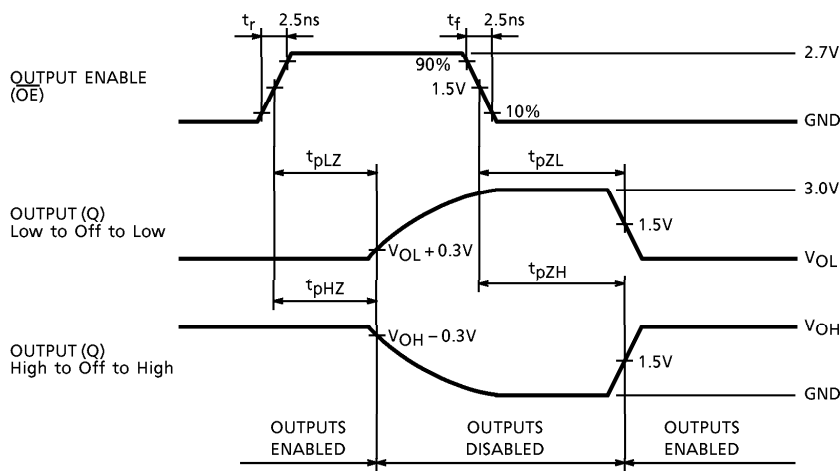 tr 2.5ns tf 2.5ns
2.7V
90%
OUTPUT ENABLE
(OE)
1.5V
10%
GND
tpLZ tpZL
3.0V
OUTPUT (Q)
Low to Off to Low
1.5V
VOL + 0.3V
VOL
tpHZ tpZH
VOH
VOH − 0.3V
OUTPUT (Q)
High to Off to High
1.5V
GND
OUTPUTS ENABLED
OUTPUTS DISABLED
OUTPUTS ENABLED